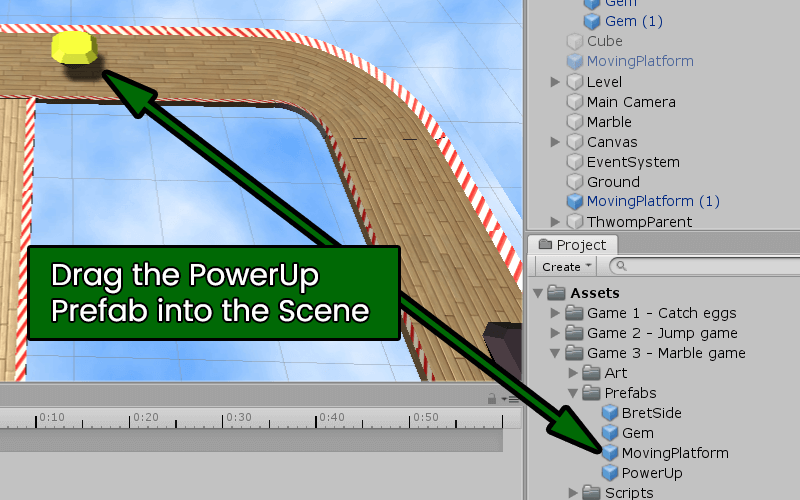 Gem
Gem (1)
Cube
MovingPlatform
Level
Main Camera
Marble
Canvas
EventSystem
Ground
MovingPlatform (1)
ThwompParent
Drag the PowerUp
Prefab into the Scene
Project
Create
Assets
Game 1 - Catch eggs
Game 2 - Jump game
Game 3 - Marble game
Art
Prefabs
BretSide
Gem
MovingPlatform
PowerUp
Scripts
0:10 0:20 0:30 0:40 0:50